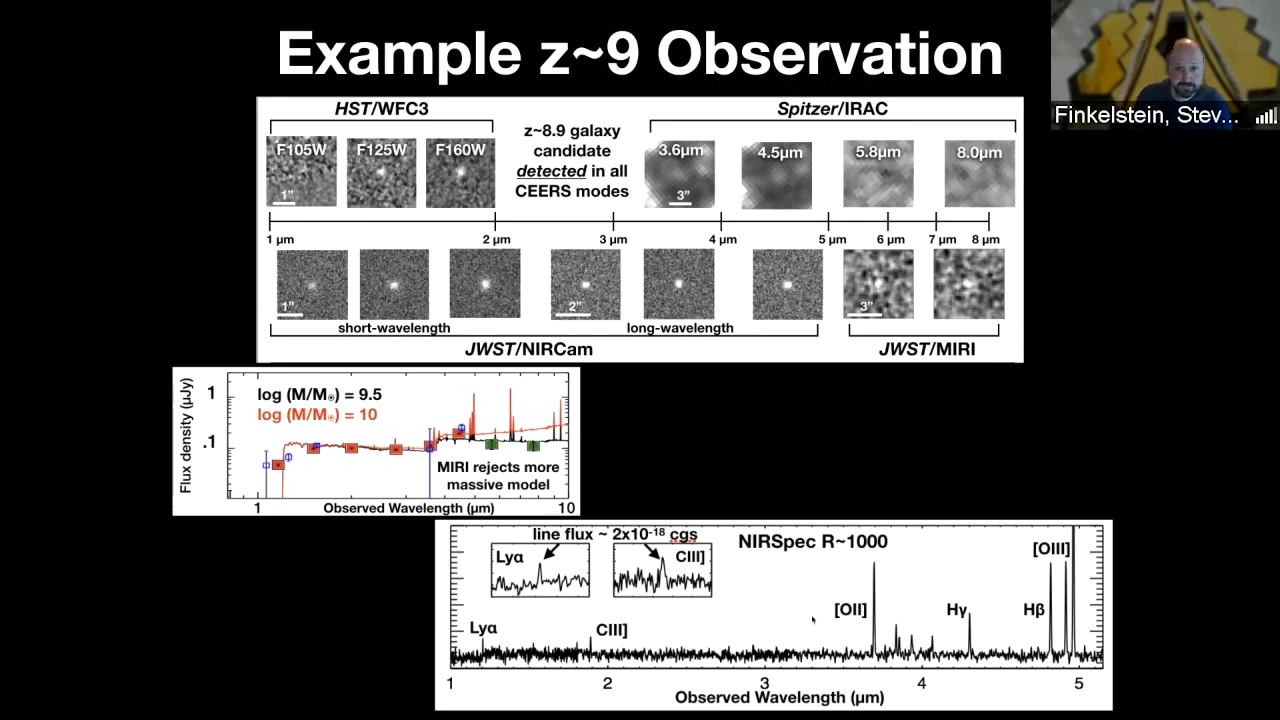 Example z~9 Observation
Finkelstein, Stev...
HST/WFC3
Spitzer/IRAC
z~8.9 galaxy
candidate
detected in all
CEERS modes
F105W
F125W
F160W
3.6μm
4.5μm
5.8μm
8.0μm
1”
3”
1 μm
2 μm
3 μm
4 μm
5 μm
6 μm
7 μm
8 μm
1”
2”
3”
short-wavelength
long-wavelength
JWST/NIRCam
JWST/MIRI
Flux density (μJy)
1
.1
log (M/M☉) = 9.5
log (M/M☉) = 10
MIRI rejects more
massive model
1
Observed Wavelength (μm)
10
line flux ~ 2x10⁻¹⁸ cgs
Lyα
CIII]
NIRSpec R~1000
[OIII]
[OII]
Hγ
Hβ
Lyα
CIII]
1
2
3
4
5
Observed Wavelength (μm)